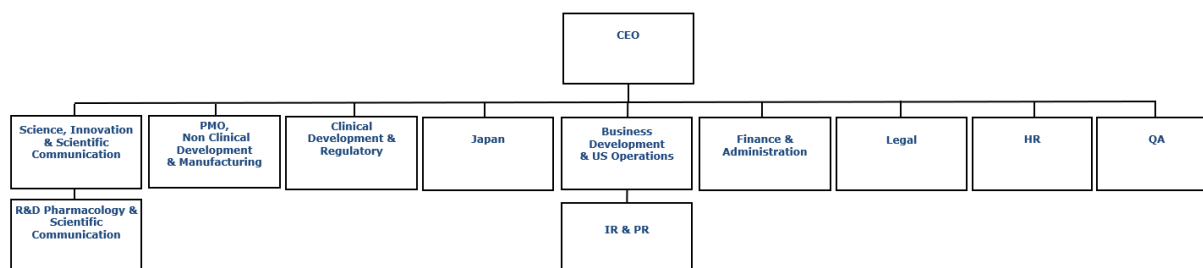 CEO
Science, Innovation
& Scientific
Communication
PMO,
Non Clinical
Development
& Manufacturing
Clinical
Development &
Regulatory
Japan
Business
Development
& US Operations
Finance &
Administration
Legal
HR
QA
R&D Pharmacology &
Scientific
Communication
IR & PR